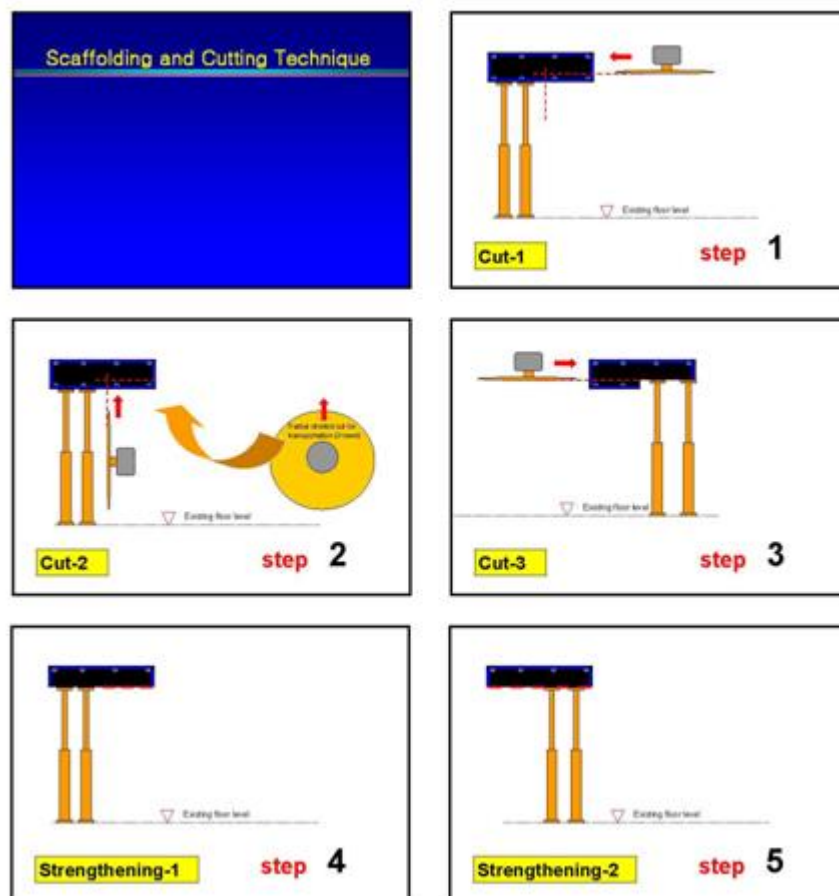 Scaffolding and Cutting Technique
Existing floor level
Cut-1
step 1
transportation
Existing floor level
Cut-2
step 2
Existing floor level
Cut-3
step 3
Existing floor level
Strengthening-1
step 4
Existing floor level
Strengthening-2
step 5